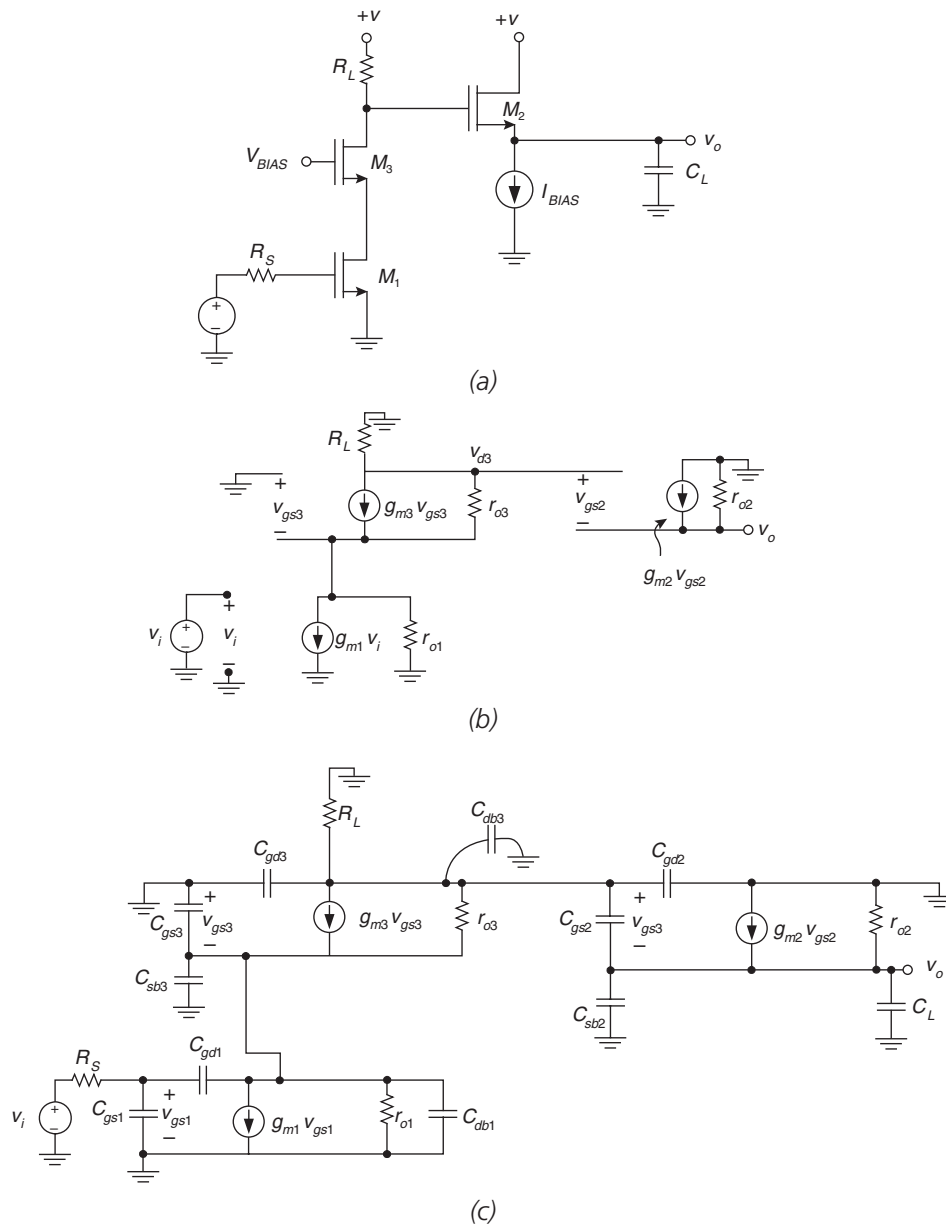 +v
+v
R_L
M_2
V_BIAS
M_3
v_o
C_L
I_BIAS
R_S
M_1
+
−
(a)
R_L
v_d3
+
v_gs3
−
g_m3 v_gs3
r_o3
+
v_gs2
−
r_o2
v_o
g_m2 v_gs2
v_i
+
−
+
v_i
−
g_m1 v_i
r_o1
(b)
R_L
C_db3
C_gd3
C_gd2
C_gs3
+
v_gs3
−
g_m3 v_gs3
r_o3
C_gs2
+
v_gs3
−
g_m2 v_gs2
r_o2
C_sb3
v_o
C_sb2
C_L
C_gd1
R_S
v_i
+
−
C_gs1
+
v_gs1
−
g_m1 v_gs1
r_o1
C_db1
(c)